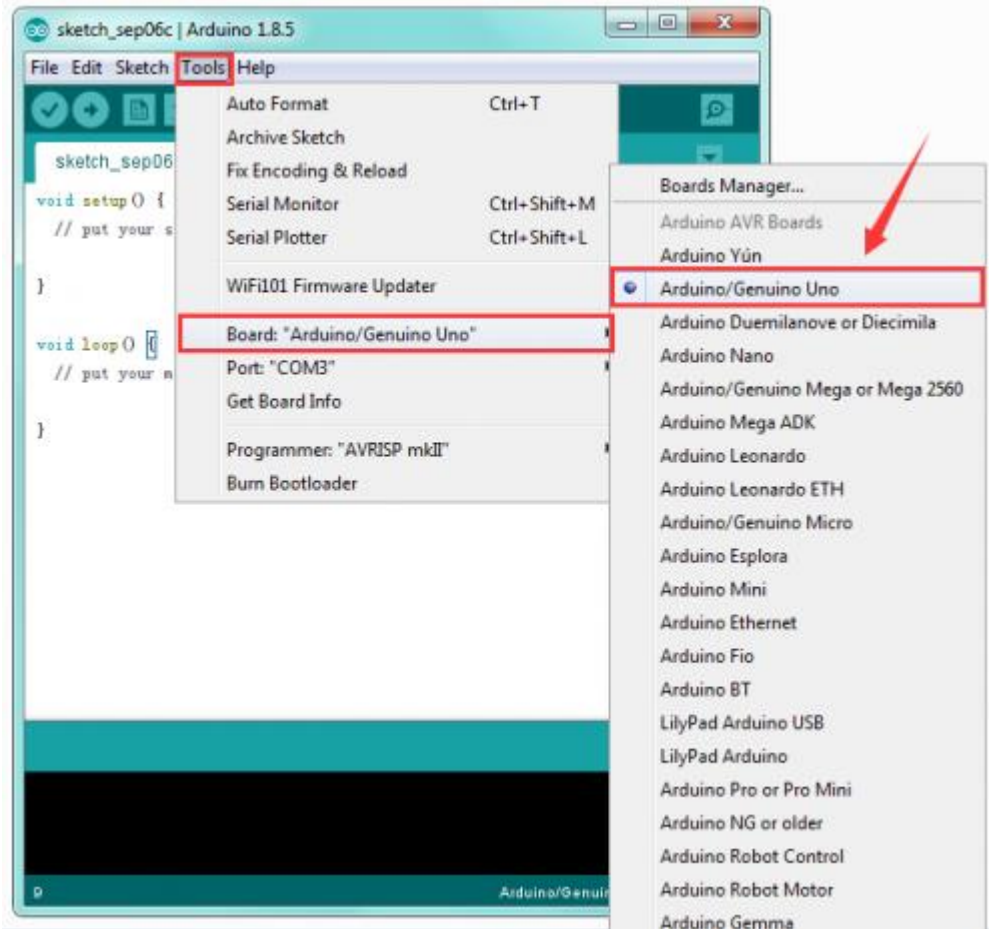 sketch_sep06c | Arduino 1.8.5
File Edit Sketch Tools Help
Auto Format Ctrl+T
Archive Sketch
Fix Encoding & Reload
Serial Monitor Ctrl+Shift+M
Serial Plotter Ctrl+Shift+L
WiFi101 Firmware Updater
Board: "Arduino/Genuino Uno"
Port: "COM3"
Get Board Info
Programmer: "AVRISP mkII"
Burn Bootloader
sketch_sep06
void setup() {
// put your s
}
void loop() {
// put your m
}
Boards Manager...
Arduino AVR Boards
Arduino Yún
Arduino/Genuino Uno
Arduino Duemilanove or Diecimila
Arduino Nano
Arduino/Genuino Mega or Mega 2560
Arduino Mega ADK
Arduino Leonardo
Arduino Leonardo ETH
Arduino/Genuino Micro
Arduino Esplora
Arduino Mini
Arduino Ethernet
Arduino Fio
Arduino BT
LilyPad Arduino USB
LilyPad Arduino
Arduino Pro or Pro Mini
Arduino NG or older
Arduino Robot Control
Arduino Robot Motor
Arduino Gemma
9 Arduino/Genuin